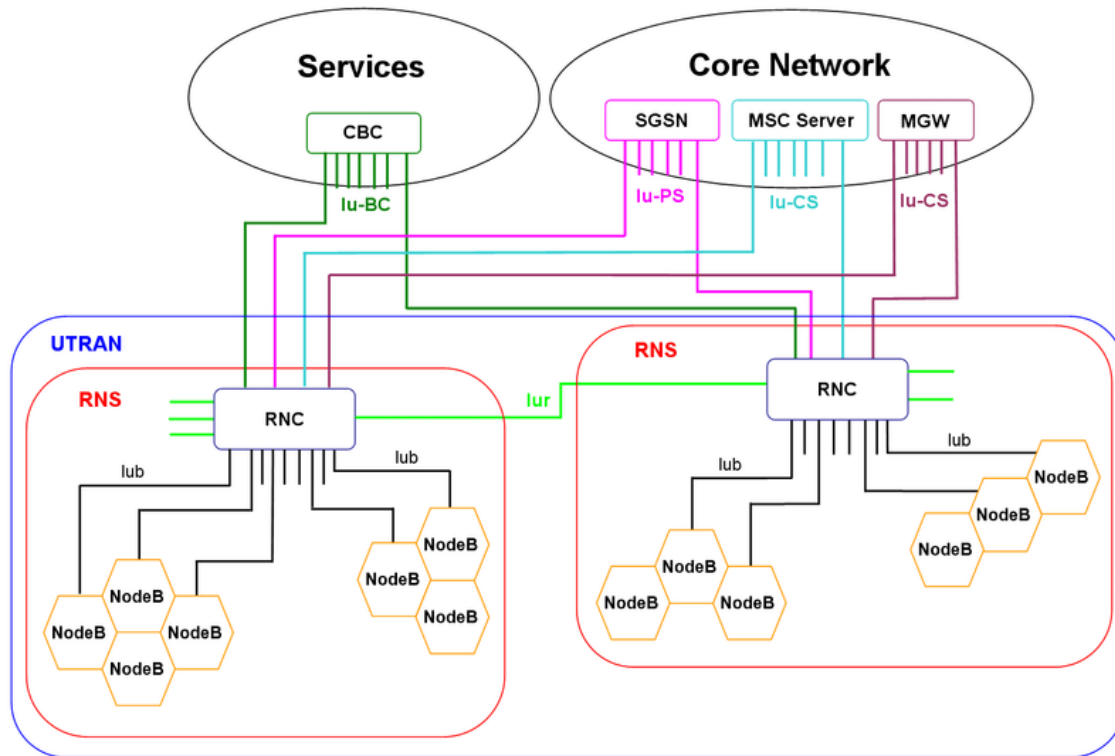 Services
Core Network
CBC
SGSN
MSC Server
MGW
Iu-BC
Iu-PS
Iu-CS
Iu-CS
UTRAN
RNS
RNS
RNC
RNC
Iur
Iub
Iub
Iub
Iub
NodeB
NodeB
NodeB
NodeB
NodeB
NodeB
NodeB
NodeB
NodeB
NodeB
NodeB
NodeB
NodeB